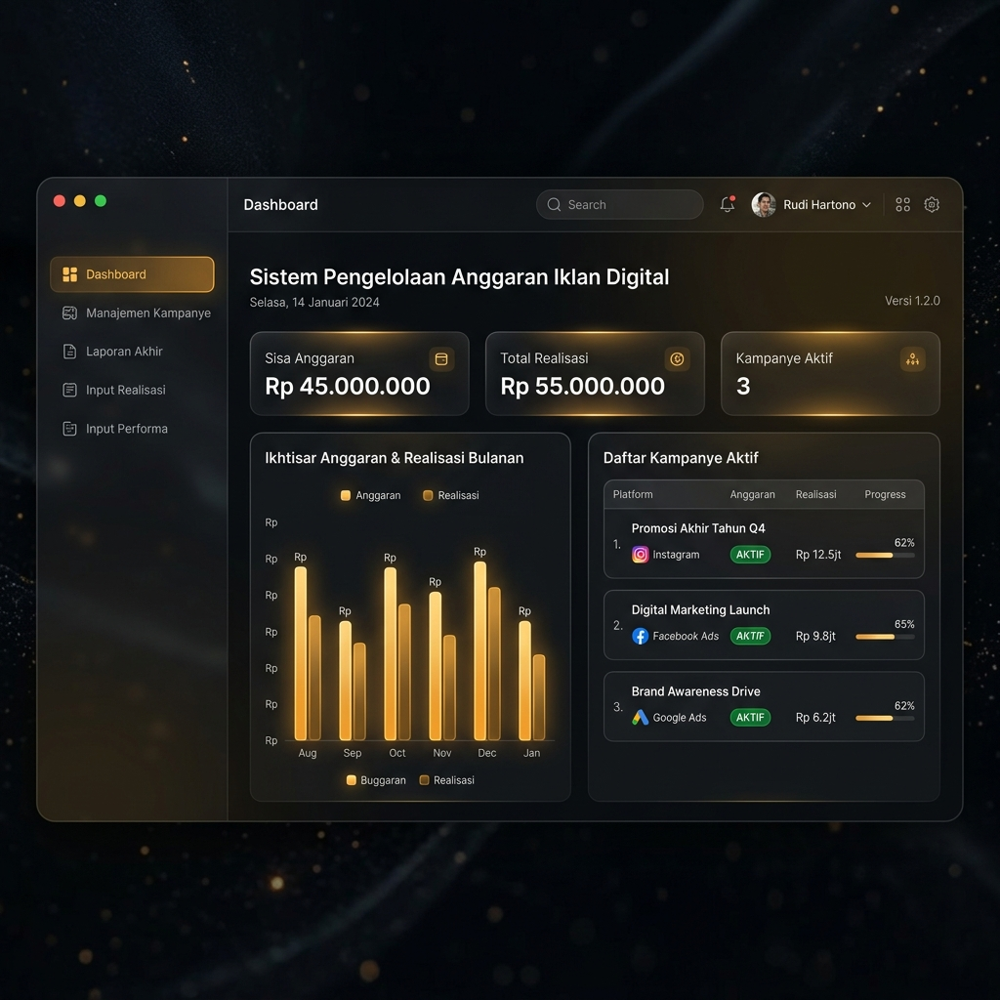 Dashboard
Search
Rudi Hartono
Dashboard
Manajemen Kampanye
Laporan Akhir
Input Realisasi
Input Performa
Sistem Pengelolaan Anggaran Iklan Digital
Selasa, 14 Januari 2024
Versi 1.2.0
Sisa Anggaran
Rp 45.000.000
Total Realisasi
Rp 55.000.000
Kampanye Aktif
3
Ikhtisar Anggaran & Realisasi Bulanan
Anggaran Realisasi
Rp
Rp
Rp
Rp
Rp
Rp
Rp
Rp Rp Rp Rp Rp Rp
Aug Sep Oct Nov Dec Jan
Buggaran Realisasi
Daftar Kampanye Aktif
Platform Anggaran Realisasi Progress
1. Promosi Akhir Tahun Q4
Instagram AKTIF Rp 12.5jt 62%
2. Digital Marketing Launch
Facebook Ads AKTIF Rp 9.8jt 65%
3. Brand Awareness Drive
Google Ads AKTIF Rp 6.2jt 62%